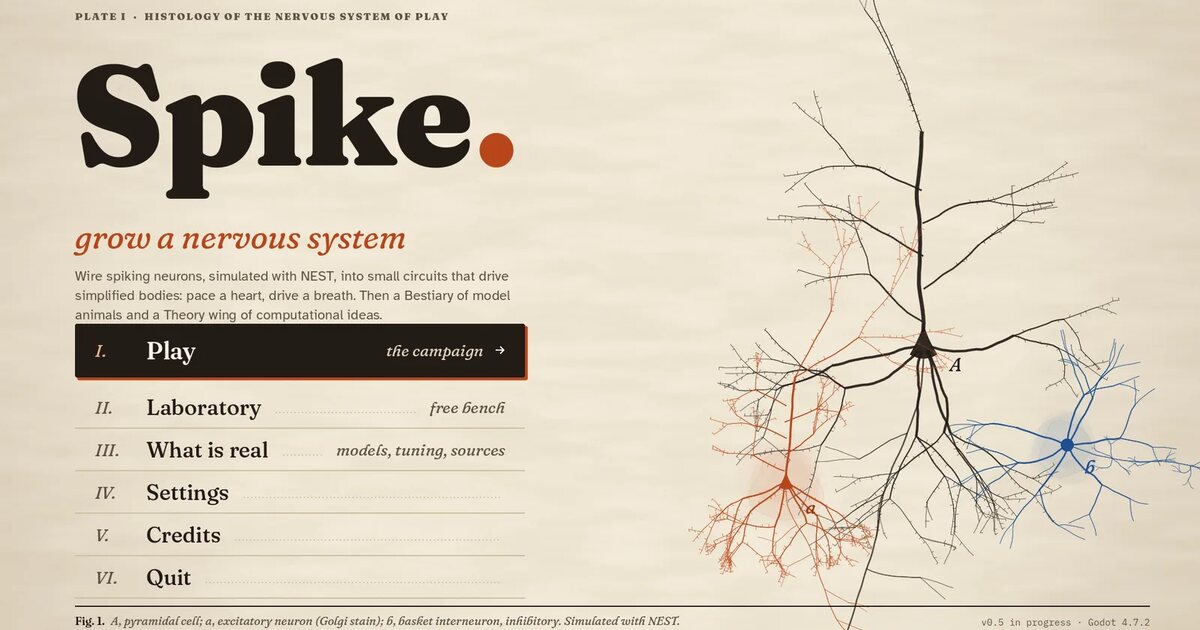 PLATE I · HISTOLOGY OF THE NERVOUS SYSTEM OF PLAY
Spike.
grow a nervous system
Wire spiking neurons, simulated with NEST, into small circuits that drive
simplified bodies: pace a heart, drive a breath. Then a Bestiary of model
animals and a Theory wing of computational ideas.
I. Play the campaign →
II. Laboratory free bench
III. What is real models, tuning, sources
IV. Settings
V. Credits
VI. Quit
A
b
a
Fig. 1. A, pyramidal cell; a, excitatory neuron (Golgi stain); b, basket interneuron, inhibitory. Simulated with NEST.
v0.5 in progress · Godot 4.7.2